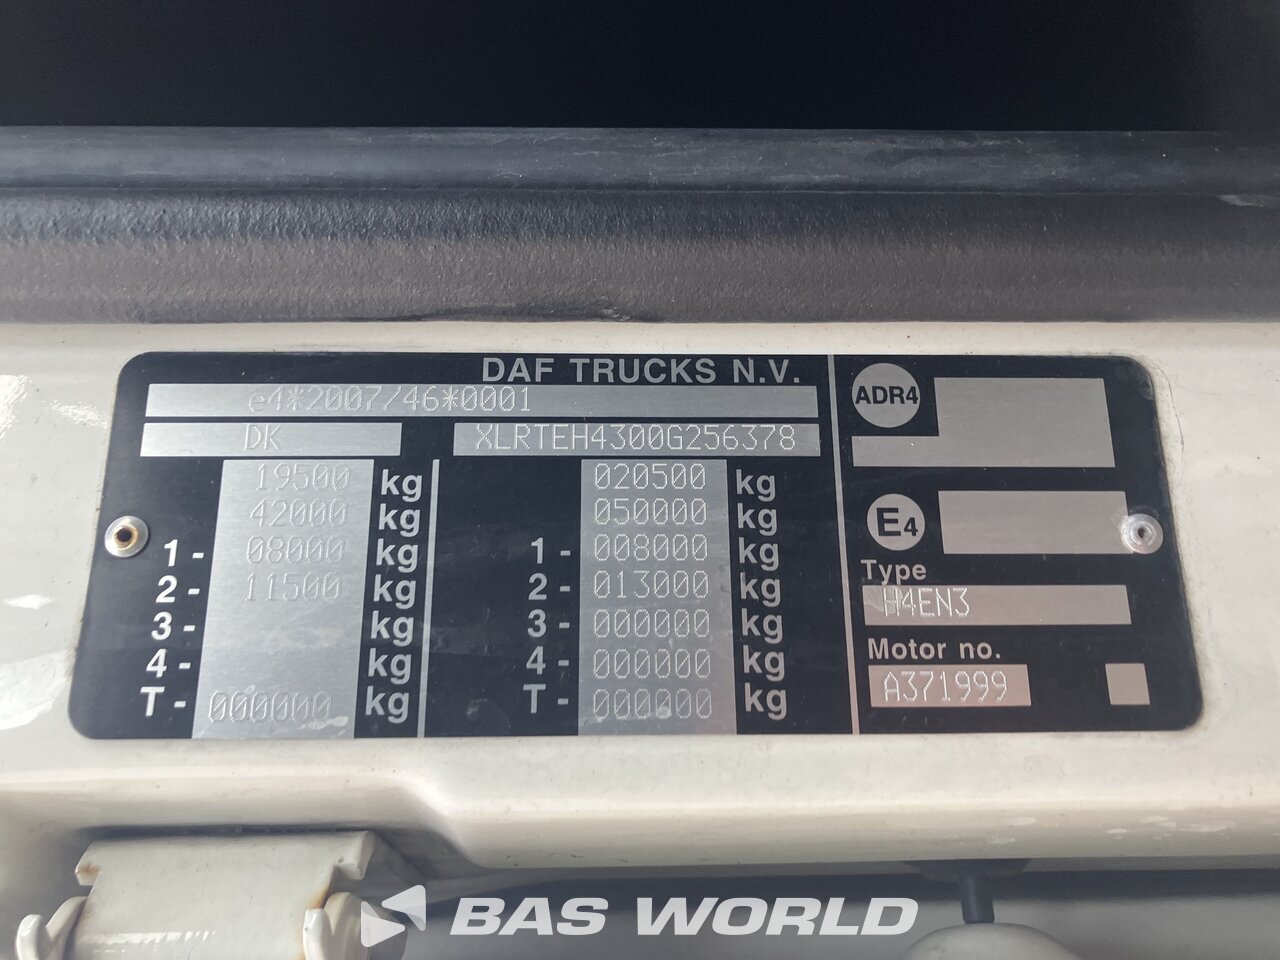 DAF TRUCKS N.V.
e4*2007/46*0001
DK XLRTEH4300G256378
19500 kg 020500 kg
42000 kg 050000 kg
1- 08000 kg 1- 008000 kg
2- 11500 kg 2- 013000 kg
3- kg 3- 000000 kg
4- kg 4- 000000 kg
T- 000000 kg T- 000000 kg
ADR4
E4
Type
H4EN3
Motor no.
A371999
BAS WORLD